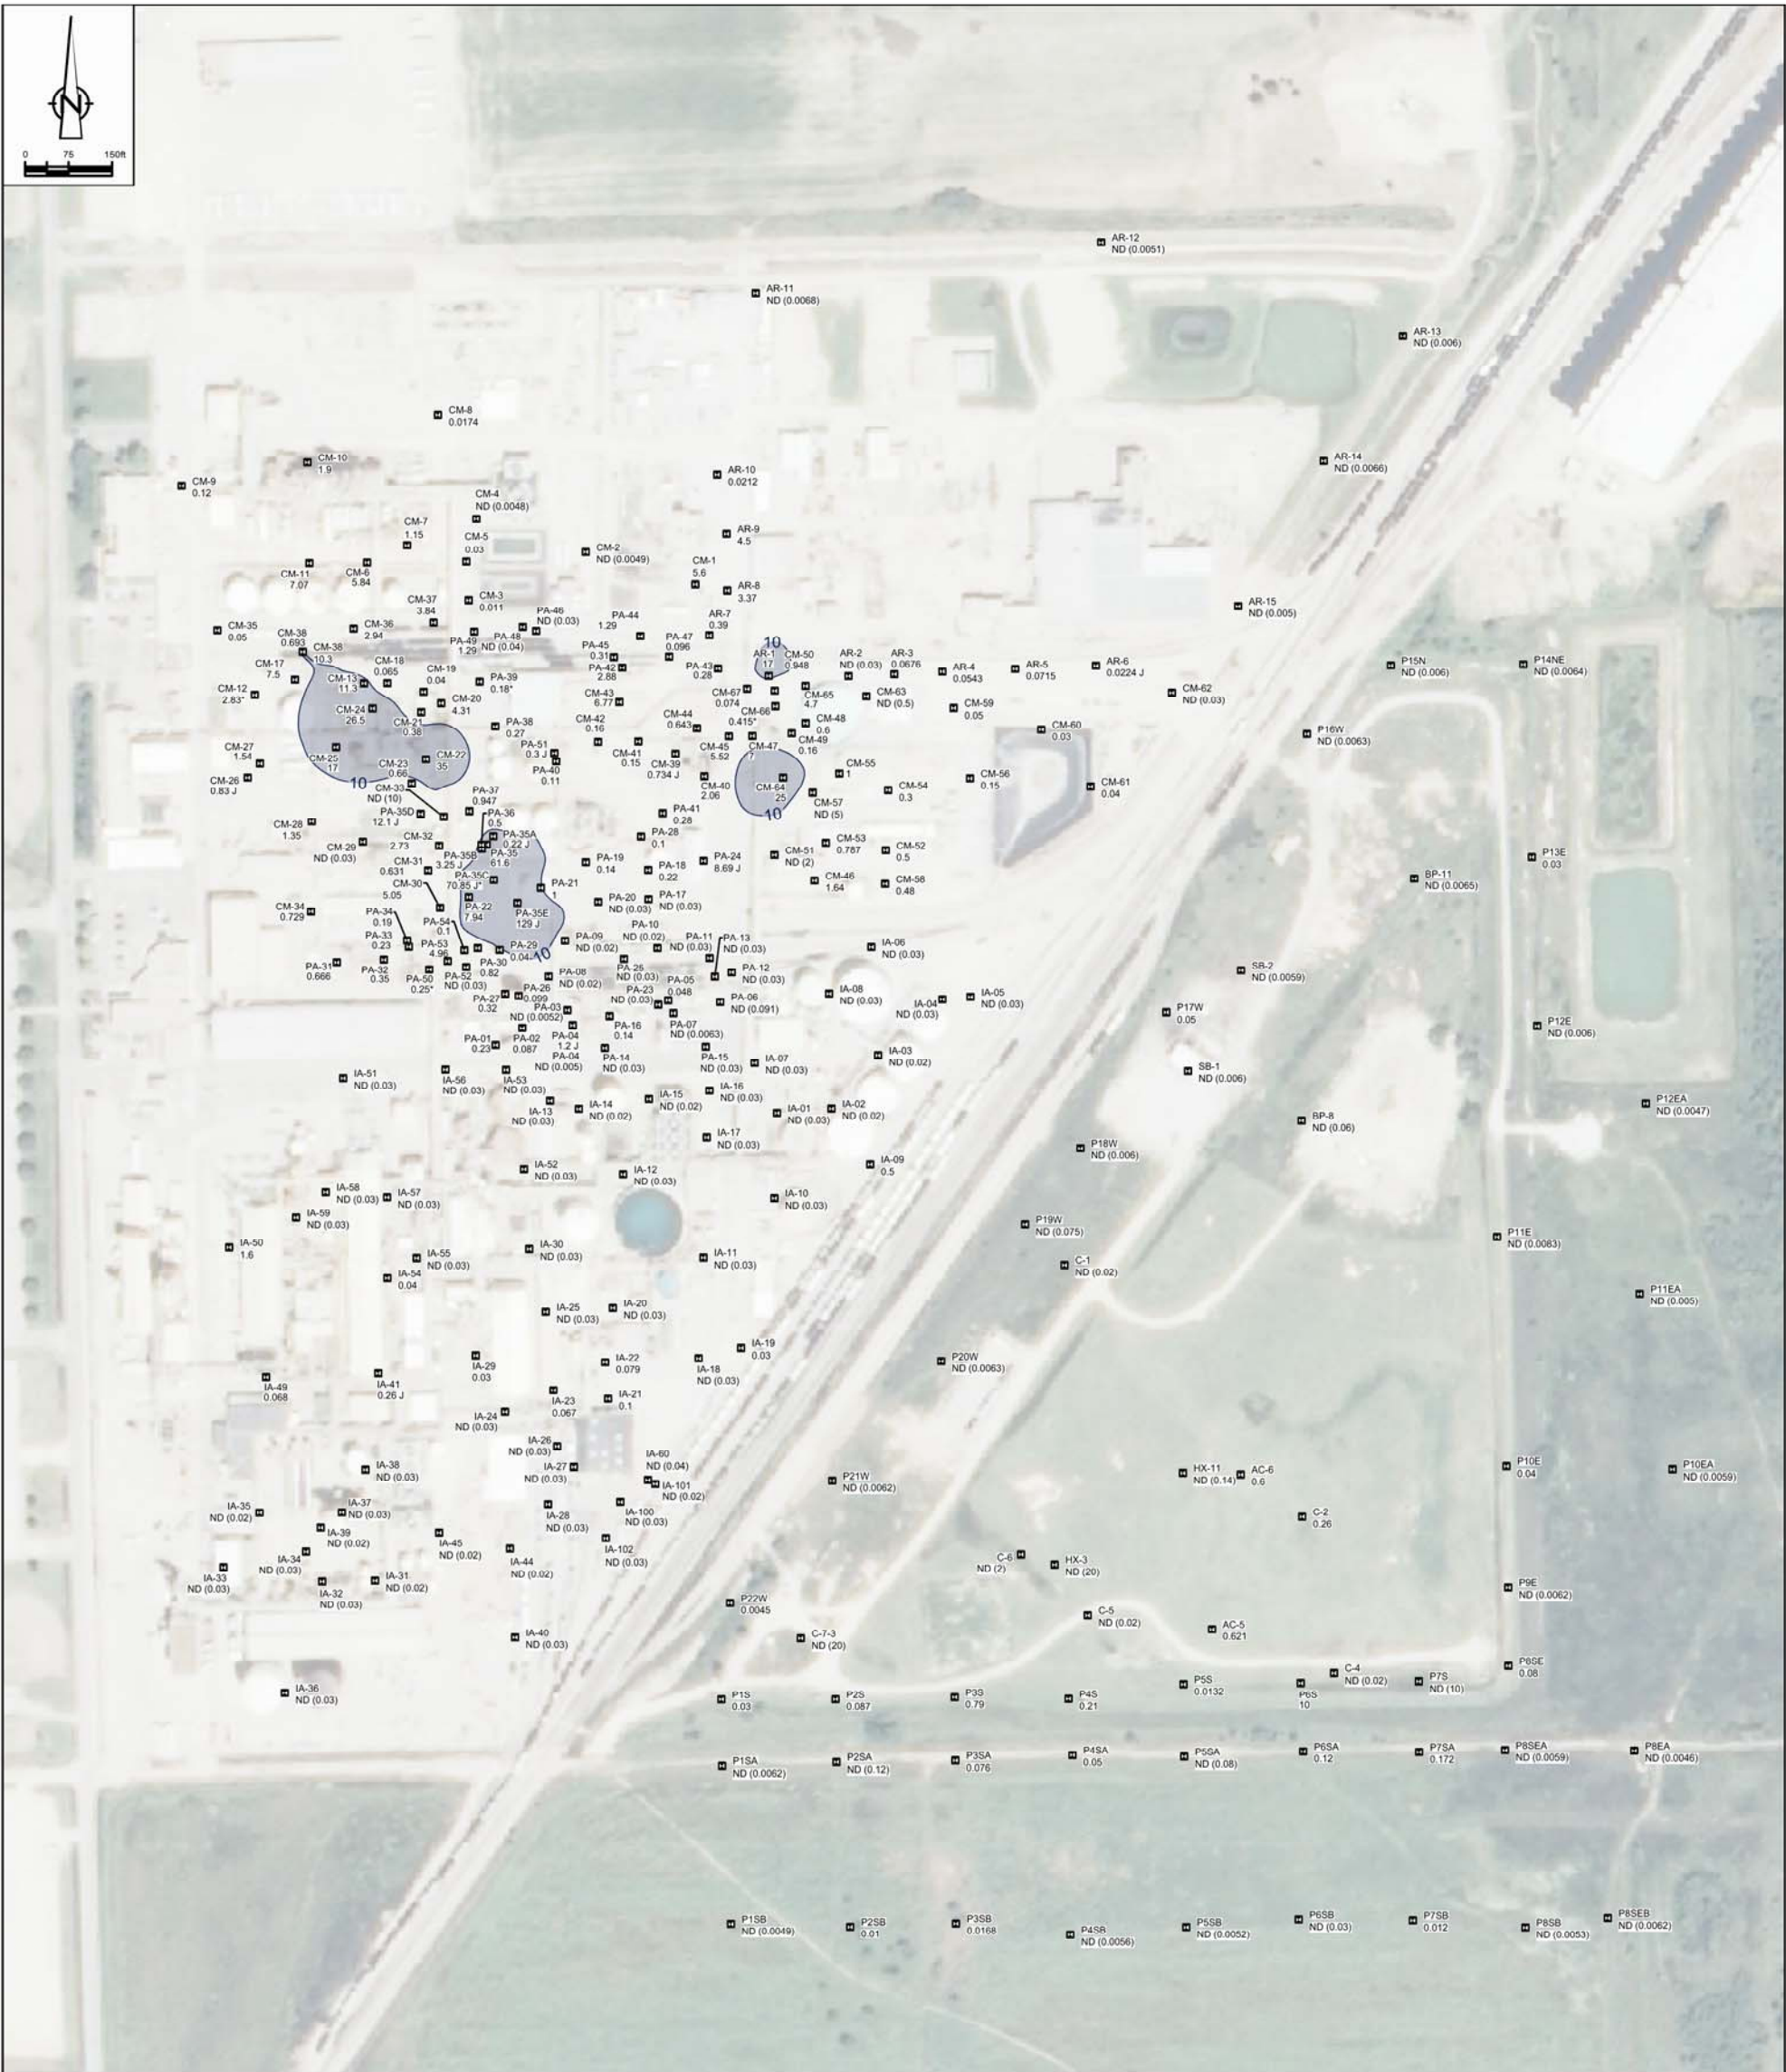 N
0 75 150ft
AR-12
ND (0.0051)
AR-11
ND (0.0068)
AR-13
ND (0.006)
CM-8
0.0174
CM-10
1.9
AR-14
ND (0.0066)
AR-10
0.0212
CM-9
0.12
CM-4
ND (0.0048)
CM-7
1.15
CM-5
0.03
AR-9
4.5
CM-2
ND (0.0049)
CM-1
5.6
CM-11
7.07
CM-6
5.84
AR-8
3.37
CM-3
0.011
CM-37
3.84
PA-46
ND (0.03)
PA-44
1.29
AR-7
0.39
AR-15
ND (0.005)
CM-35
0.05
CM-36
2.94
CM-38
0.693
CM-38
10.3
PA-49
1.29
PA-48
ND (0.04)
PA-45
0.31
PA-47
0.096
10
AR-1
17
CM-50
0.948
AR-2
ND (0.03)
AR-3
0.0676
AR-4
0.0543
AR-5
0.0715
AR-6
0.0224 J
P15N
ND (0.006)
P14NE
ND (0.0064)
CM-17
7.5
CM-18
0.065
CM-13
11.3
CM-19
0.04
PA-39
0.18*
PA-42
2.88
PA-43
0.28
CM-12
2.83*
CM-20
4.31
CM-43
6.77
CM-67
0.074
CM-65
4.7
CM-63
ND (0.5)
CM-62
ND (0.03)
CM-24
26.5
CM-21
0.38
CM-66
0.415*
CM-59
0.05
PA-38
0.27
CM-42
0.16
CM-44
0.643
CM-48
0.6
CM-60
0.03
P16W
ND (0.0063)
CM-27
1.54
CM-25
17
CM-22
35
PA-51
0.3 J
CM-41
0.15
CM-39
0.734 J
CM-45
5.52
CM-47
7
CM-49
0.16
CM-26
0.83 J
10
CM-23
0.66
PA-40
0.11
CM-40
2.06
CM-64
25
CM-55
1
CM-54
0.3
CM-56
0.15
CM-61
0.04
CM-33
ND (10)
PA-37
0.947
CM-57
ND (5)
10
PA-35D
12.1 J
PA-36
0.5
PA-41
0.28
CM-28
1.35
CM-29
ND (0.03)
CM-32
2.73
PA-35A
0.22 J
PA-28
0.1
PA-35B
3.25 J
PA-35
61.6
CM-51
ND (2)
CM-53
0.787
CM-52
0.5
P13E
0.03
CM-31
0.631
PA-19
0.14
PA-18
0.22
PA-24
8.69 J
PA-35C
70.85 J*
CM-46
1.64
CM-58
0.48
BP-11
ND (0.0065)
CM-30
5.05
PA-21
1
PA-22
7.94
PA-35E
129 J
PA-20
ND (0.03)
PA-17
ND (0.03)
CM-34
0.729
PA-34
0.19
PA-54
0.1
PA-33
0.23
PA-53
4.96
PA-29
0.04
10
PA-09
ND (0.02)
PA-10
ND (0.02)
PA-11
ND (0.03)
PA-13
ND (0.03)
IA-06
ND (0.03)
PA-31
0.666
PA-32
0.35
PA-50
0.25*
PA-52
ND (0.03)
PA-30
0.82
PA-08
ND (0.02)
PA-25
ND (0.03)
PA-12
ND (0.03)
SB-2
ND (0.0059)
PA-27
0.32
PA-26
0.099
PA-23
ND (0.03)
PA-05
0.048
PA-06
ND (0.091)
IA-08
ND (0.03)
IA-04
ND (0.03)
IA-05
ND (0.03)
PA-03
ND (0.0052)
P17W
0.05
PA-01
0.23
PA-02
0.087
PA-04
1.2 J
PA-16
0.14
PA-07
ND (0.0063)
P12E
ND (0.006)
PA-04
ND (0.005)
PA-14
ND (0.03)
PA-15
ND (0.03)
IA-07
ND (0.03)
IA-03
ND (0.02)
SB-1
ND (0.006)
IA-51
ND (0.03)
IA-56
ND (0.03)
IA-53
ND (0.03)
IA-16
ND (0.03)
IA-15
ND (0.02)
IA-13
ND (0.03)
IA-14
ND (0.02)
IA-01
ND (0.03)
IA-02
ND (0.02)
P12EA
ND (0.0047)
BP-8
ND (0.06)
IA-17
ND (0.03)
P18W
ND (0.006)
IA-52
ND (0.03)
IA-12
ND (0.03)
IA-09
0.5
IA-58
ND (0.03)
IA-57
ND (0.03)
IA-10
ND (0.03)
IA-59
ND (0.03)
P19W
ND (0.075)
P11E
ND (0.0083)
IA-50
1.6
IA-30
ND (0.03)
IA-55
ND (0.03)
IA-11
ND (0.03)
C-1
ND (0.02)
IA-54
0.04
P11EA
ND (0.005)
IA-25
ND (0.03)
IA-20
ND (0.03)
IA-19
0.03
IA-29
0.03
IA-22
0.079
IA-18
ND (0.03)
P20W
ND (0.0063)
IA-49
0.068
IA-41
0.26 J
IA-23
0.067
IA-21
0.1
IA-24
ND (0.03)
IA-26
ND (0.03)
IA-60
ND (0.04)
IA-38
ND (0.03)
IA-27
ND (0.03)
P21W
ND (0.0062)
HX-11
ND (0.14)
AC-6
0.6
P10E
0.04
P10EA
ND (0.0059)
IA-101
ND (0.02)
IA-35
ND (0.02)
IA-37
ND (0.03)
IA-28
ND (0.03)
IA-100
ND (0.03)
C-2
0.26
IA-39
ND (0.02)
IA-45
ND (0.02)
IA-102
ND (0.03)
IA-34
ND (0.03)
IA-44
ND (0.02)
C-6
ND (2)
HX-3
ND (20)
IA-33
ND (0.03)
IA-32
ND (0.03)
IA-31
ND (0.02)
P9E
ND (0.0062)
P22W
0.0045
C-5
ND (0.02)
AC-5
0.621
IA-40
ND (0.03)
C-7-3
ND (20)
P8SE
0.08
C-4
ND (0.02)
P7S
ND (10)
IA-36
ND (0.03)
P1S
0.03
P2S
0.087
P3S
0.79
P4S
0.21
P5S
0.0132
P6S
10
P1SA
ND (0.0062)
P2SA
ND (0.12)
P3SA
0.076
P4SA
0.05
P5SA
ND (0.08)
P6SA
0.12
P7SA
0.172
P8SEA
ND (0.0059)
P8EA
ND (0.0046)
P1SB
ND (0.0049)
P2SB
0.01
P3SB
0.0168
P4SB
ND (0.0056)
P5SB
ND (0.0052)
P6SB
ND (0.03)
P7SB
0.012
P8SB
ND (0.0053)
P8SEB
ND (0.0062)